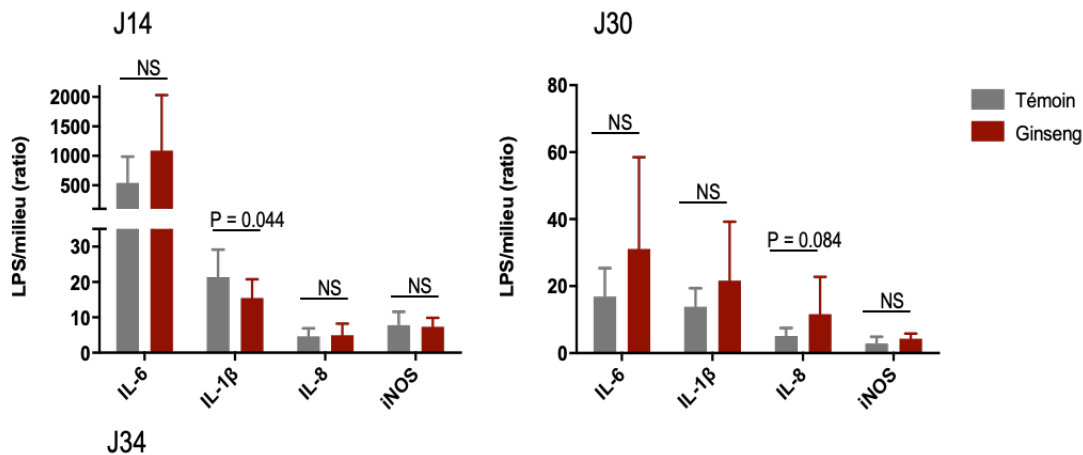 J14
LPS/milieu (ratio)
2000
1500
1000
500
30
20
10
0
NS
P = 0.044
NS
NS
IL-6
IL-1β
IL-8
iNOS
J30
LPS/milieu (ratio)
80
60
40
20
0
NS
NS
P = 0.084
NS
IL-6
IL-1β
IL-8
iNOS
Témoin
Ginseng
J34